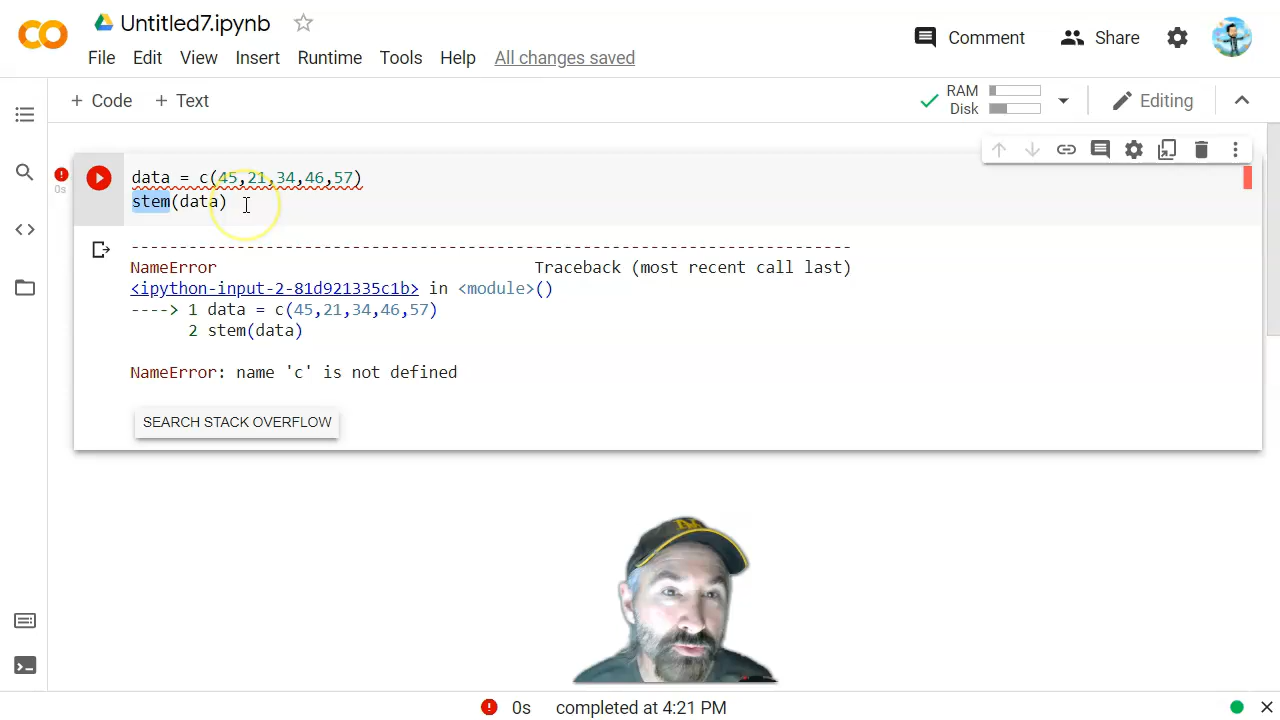 Untitled7.ipynb
File Edit View Insert Runtime Tools Help All changes saved
Comment Share
+ Code + Text
RAM
Disk
Editing
0s
data = c(45,21,34,46,57)
stem(data)
---------------------------------------------------------------------------
NameError Traceback (most recent call last)
<ipython-input-2-81d921335c1b> in <module>()
----> 1 data = c(45,21,34,46,57)
2 stem(data)
NameError: name 'c' is not defined
SEARCH STACK OVERFLOW
0s completed at 4:21 PM